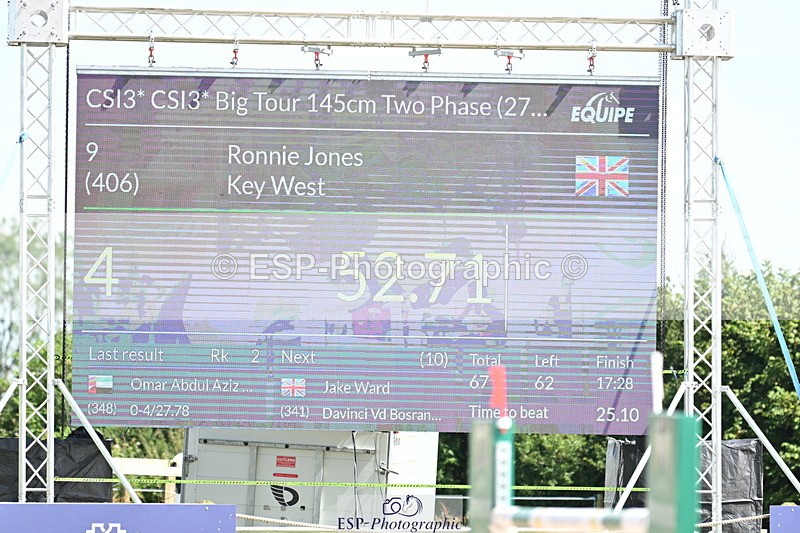 CSI3* CSI3* Big Tour 145cm Two Phase (27...
EQUIPE
9 Ronnie Jones
(406) Key West
4 52.71
© ESP-Photographic ©
Last result Rk 2 Next (10) Total Left Finish
Omar Abdul Aziz ... Jake Ward 67 62 17:28
(348) 0-4/27.78 (341) Davinci Vd Bosran... Time to beat 25.10
ESP-Photographic